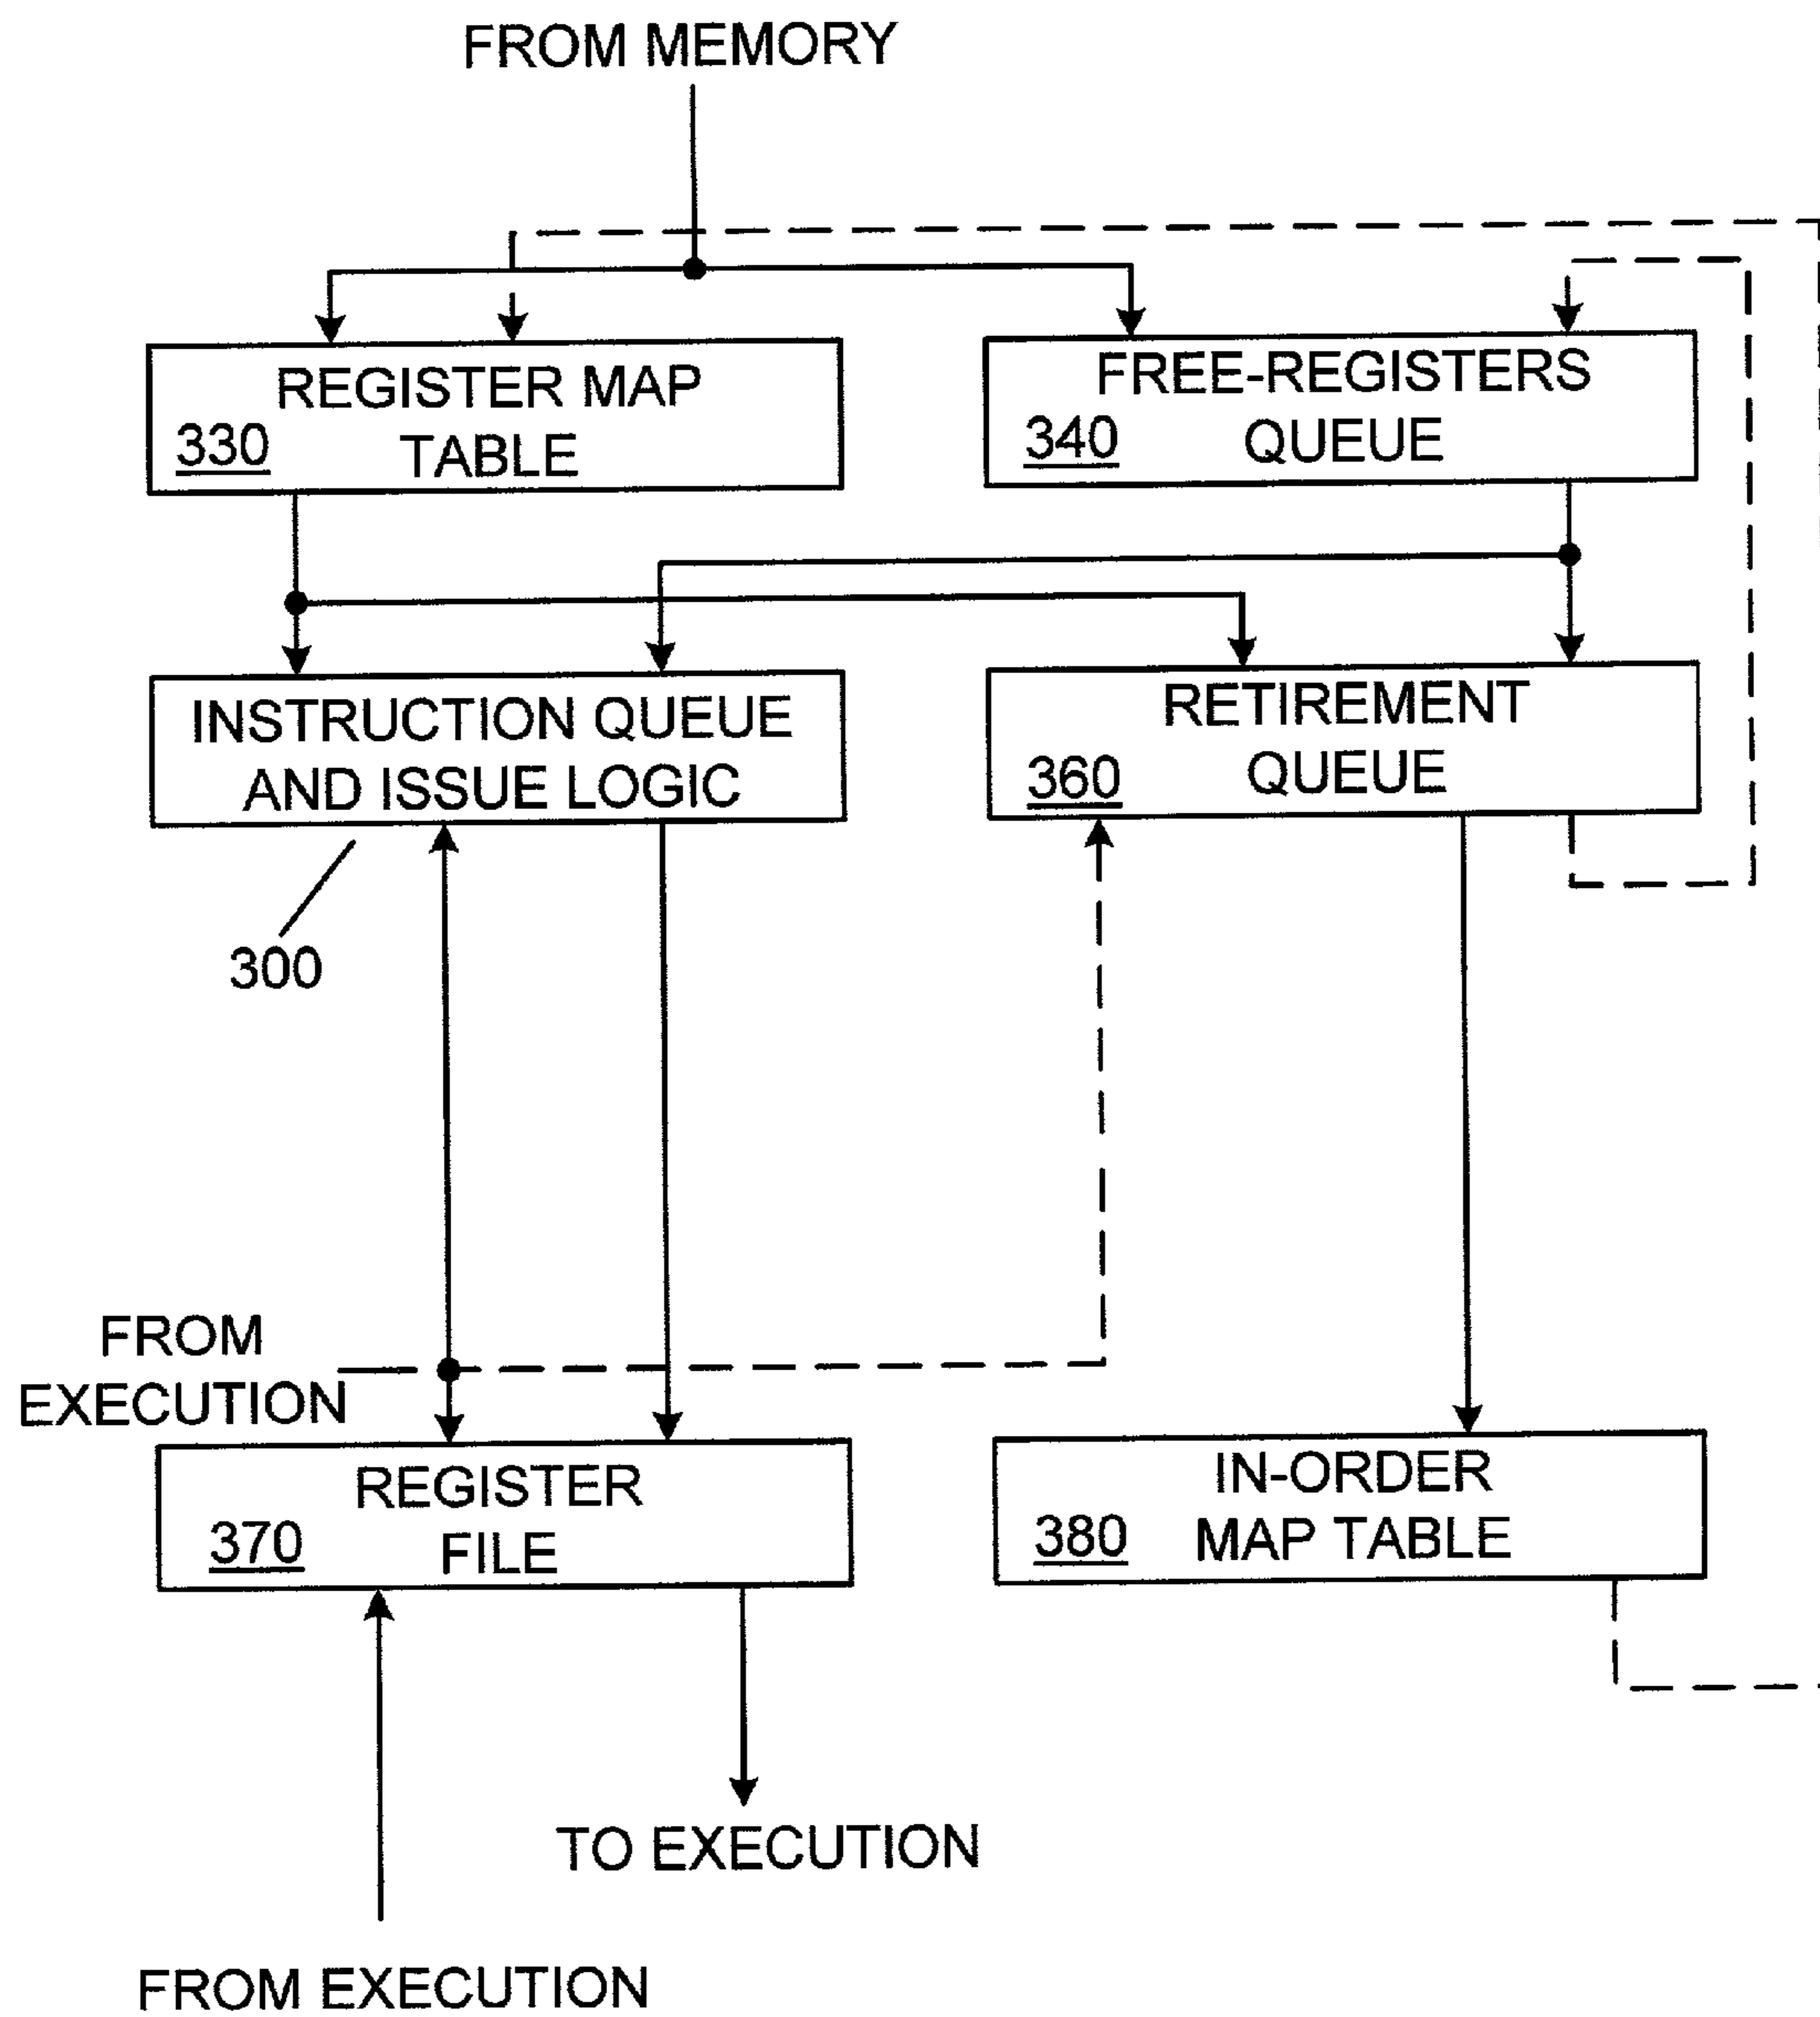 FROM MEMORY
REGISTER MAP
330 TABLE
FREE-REGISTERS
340 QUEUE
INSTRUCTION QUEUE
AND ISSUE LOGIC
300
RETIREMENT
360 QUEUE
FROM
EXECUTION
REGISTER
370 FILE
IN-ORDER
380 MAP TABLE
TO EXECUTION
FROM EXECUTION